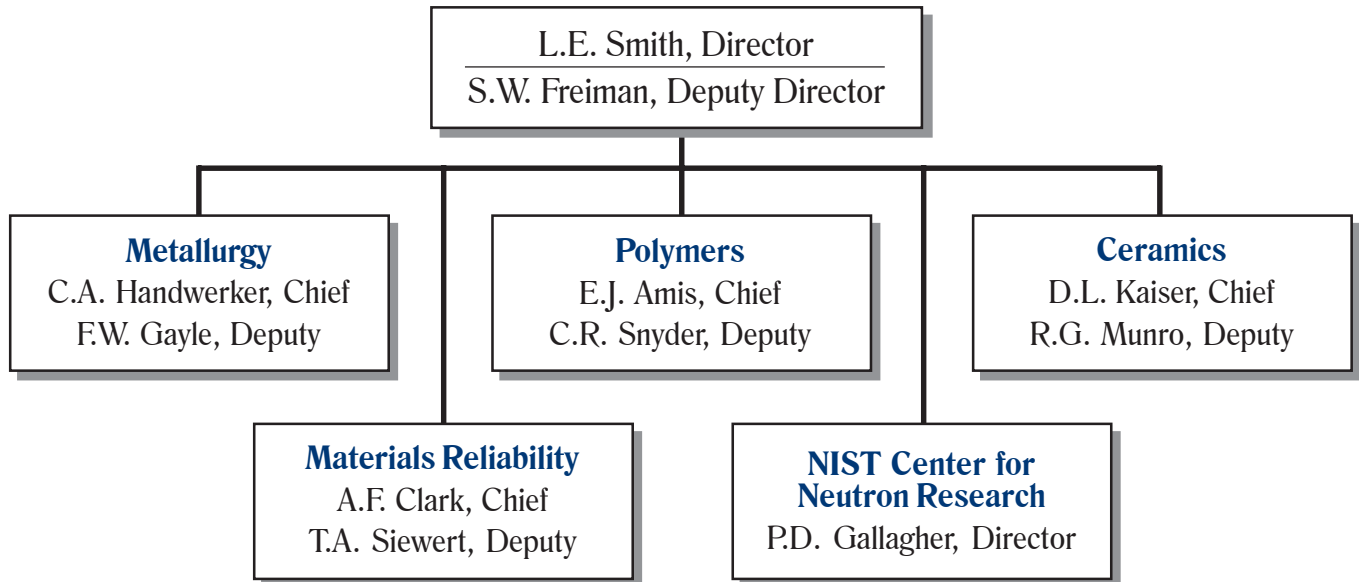 L.E. Smith, Director
S.W. Freiman, Deputy Director
Metallurgy
C.A. Handwerker, Chief
F.W. Gayle, Deputy
Polymers
E.J. Amis, Chief
C.R. Snyder, Deputy
Ceramics
D.L. Kaiser, Chief
R.G. Munro, Deputy
Materials Reliability
A.F. Clark, Chief
T.A. Siewert, Deputy
NIST Center for
Neutron Research
P.D. Gallagher, Director